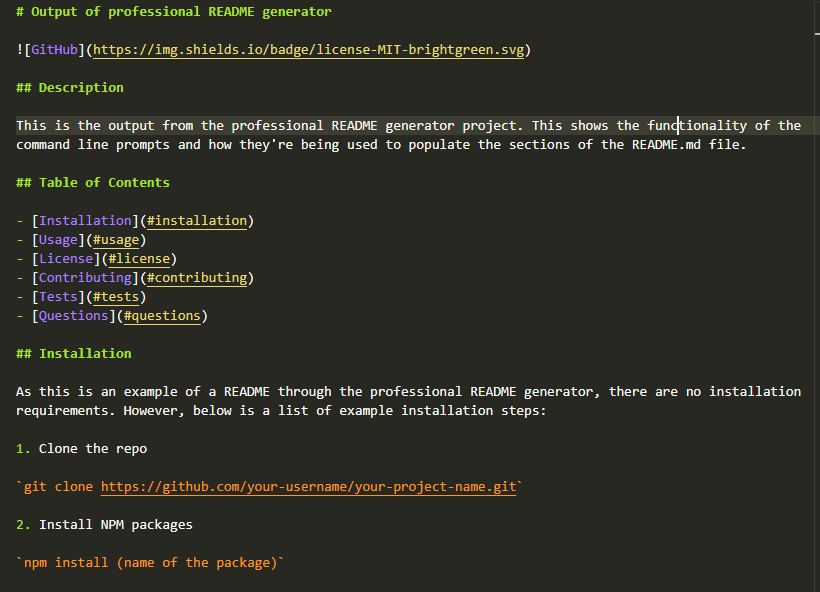 # Output of professional README generator
![GitHub](https://img.shields.io/badge/license-MIT-brightgreen.svg)
## Description
This is the output from the professional README generator project. This shows the functionality of the
command line prompts and how they're being used to populate the sections of the README.md file.
## Table of Contents
- [Installation](#installation)
- [Usage](#usage)
- [License](#license)
- [Contributing](#contributing)
- [Tests](#tests)
- [Questions](#questions)
## Installation
As this is an example of a README through the professional README generator, there are no installation
requirements. However, below is a list of example installation steps:
1. Clone the repo
`git clone https://github.com/your-username/your-project-name.git`
2. Install NPM packages
`npm install (name of the package)`